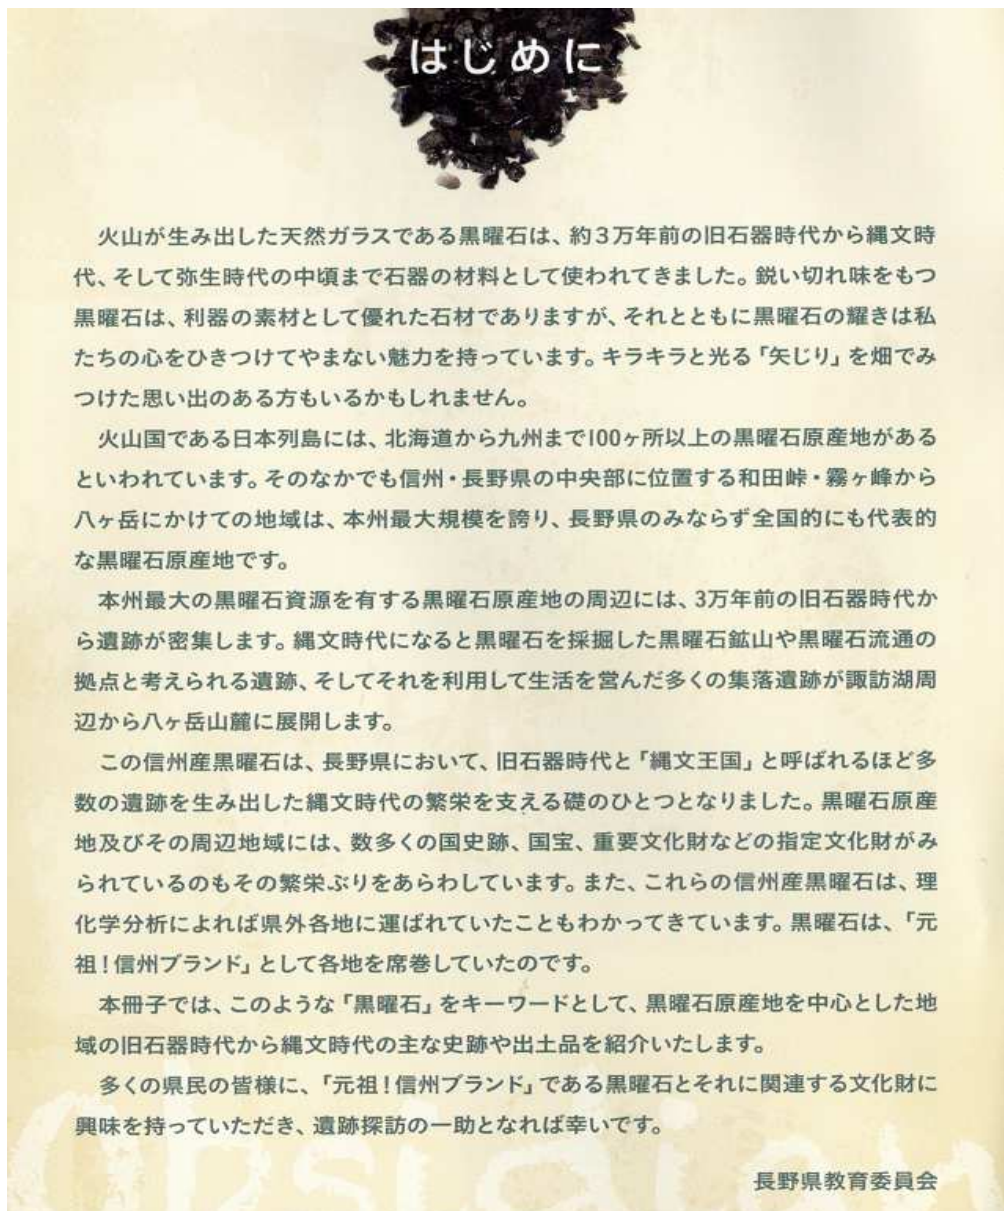 はじめに
火山が生み出した天然ガラスである黒曜石は、約3万年前の旧石器時代から縄文時
代、そして弥生時代の中頃まで石器の材料として使われてきました。鋭い切れ味をもつ
黒曜石は、利器の素材として優れた石材でありますが、それとともに黒曜石の耀きは私
たちの心をひきつけてやまない魅力を持っています。キラキラと光る「矢じり」を畑でみ
つけた思い出のある方もいるかもしれません。
火山国である日本列島には、北海道から九州まで100ヶ所以上の黒曜石原産地がある
といわれています。そのなかでも信州・長野県の中央部に位置する和田峠・霧ヶ峰から
八ヶ岳にかけての地域は、本州最大規模を誇り、長野県のみならず全国的にも代表的
な黒曜石原産地です。
本州最大の黒曜石資源を有する黒曜石原産地の周辺には、3万年前の旧石器時代か
ら遺跡が密集します。縄文時代になると黒曜石を採掘した黒曜石鉱山や黒曜石流通の
拠点と考えられる遺跡、そしてそれを利用して生活を営んだ多くの集落遺跡が諏訪湖周
辺から八ヶ岳山麓に展開します。
この信州産黒曜石は、長野県において、旧石器時代と「縄文王国」と呼ばれるほど多
数の遺跡を生み出した縄文時代の繁栄を支える礎のひとつとなりました。黒曜石原産
地及びその周辺地域には、数多くの国史跡、国宝、重要文化財などの指定文化財がみ
られているのもその繁栄ぶりをあらわしています。また、これらの信州産黒曜石は、理
化学分析によれば県外各地に運ばれていたこともわかってきています。黒曜石は、「元
祖!信州ブランド」として各地を席巻していたのです。
本冊子では、このような「黒曜石」をキーワードとして、黒曜石原産地を中心とした地
域の旧石器時代から縄文時代の主な史跡や出土品を紹介いたします。
多くの県民の皆様に、「元祖!信州ブランド」である黒曜石とそれに関連する文化財に
興味を持っていただき、遺跡探訪の一助となれば幸いです。
Obsidian
長野県教育委員会